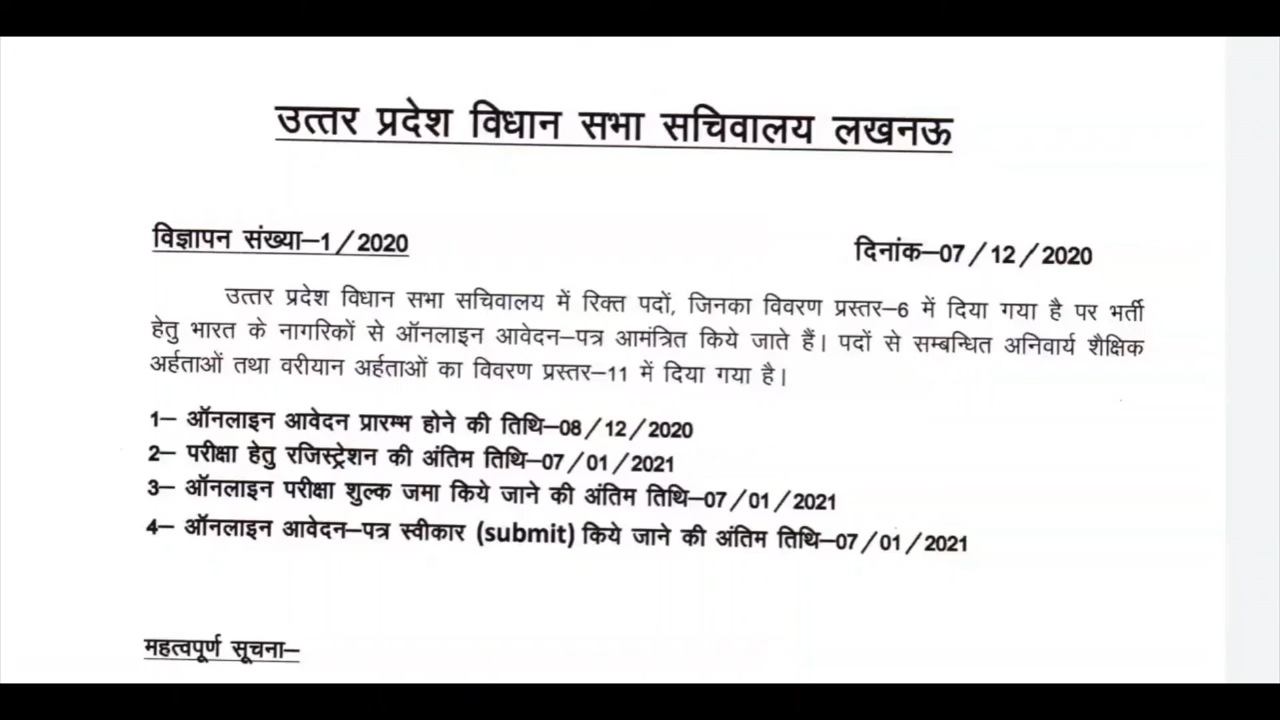 उत्तर प्रदेश विधान सभा सचिवालय लखनऊ
विज्ञापन संख्या–1/2020 दिनांक–07/12/2020
उत्तर प्रदेश विधान सभा सचिवालय में रिक्त पदों, जिनका विवरण प्रस्तर–6 में दिया गया है पर भर्ती
हेतु भारत के नागरिकों से ऑनलाइन आवेदन–पत्र आमंत्रित किये जाते हैं। पदों से सम्बन्धित अनिवार्य शैक्षिक
अर्हताओं तथा वरीयान अर्हताओं का विवरण प्रस्तर–11 में दिया गया है।
1– ऑनलाइन आवेदन प्रारम्भ होने की तिथि–08/12/2020
2– परीक्षा हेतु रजिस्ट्रेशन की अंतिम तिथि–07/01/2021
3– ऑनलाइन परीक्षा शुल्क जमा किये जाने की अंतिम तिथि–07/01/2021
4– ऑनलाइन आवेदन–पत्र स्वीकार (submit) किये जाने की अंतिम तिथि–07/01/2021
महत्वपूर्ण सूचना–